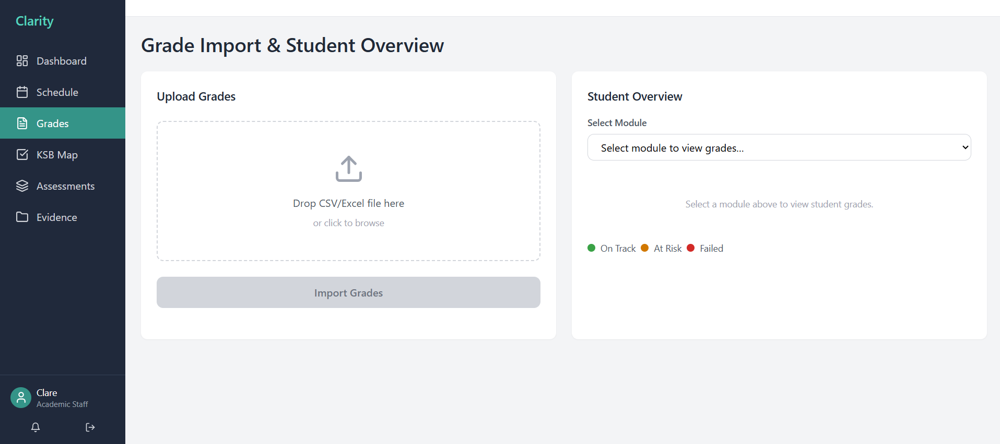 Clarity
Dashboard
Schedule
Grades
KSB Map
Assessments
Evidence
Clare
Academic Staff
Grade Import & Student Overview
Upload Grades
Drop CSV/Excel file here
or click to browse
Import Grades
Student Overview
Select Module
Select module to view grades...
Select a module above to view student grades.
On Track At Risk Failed